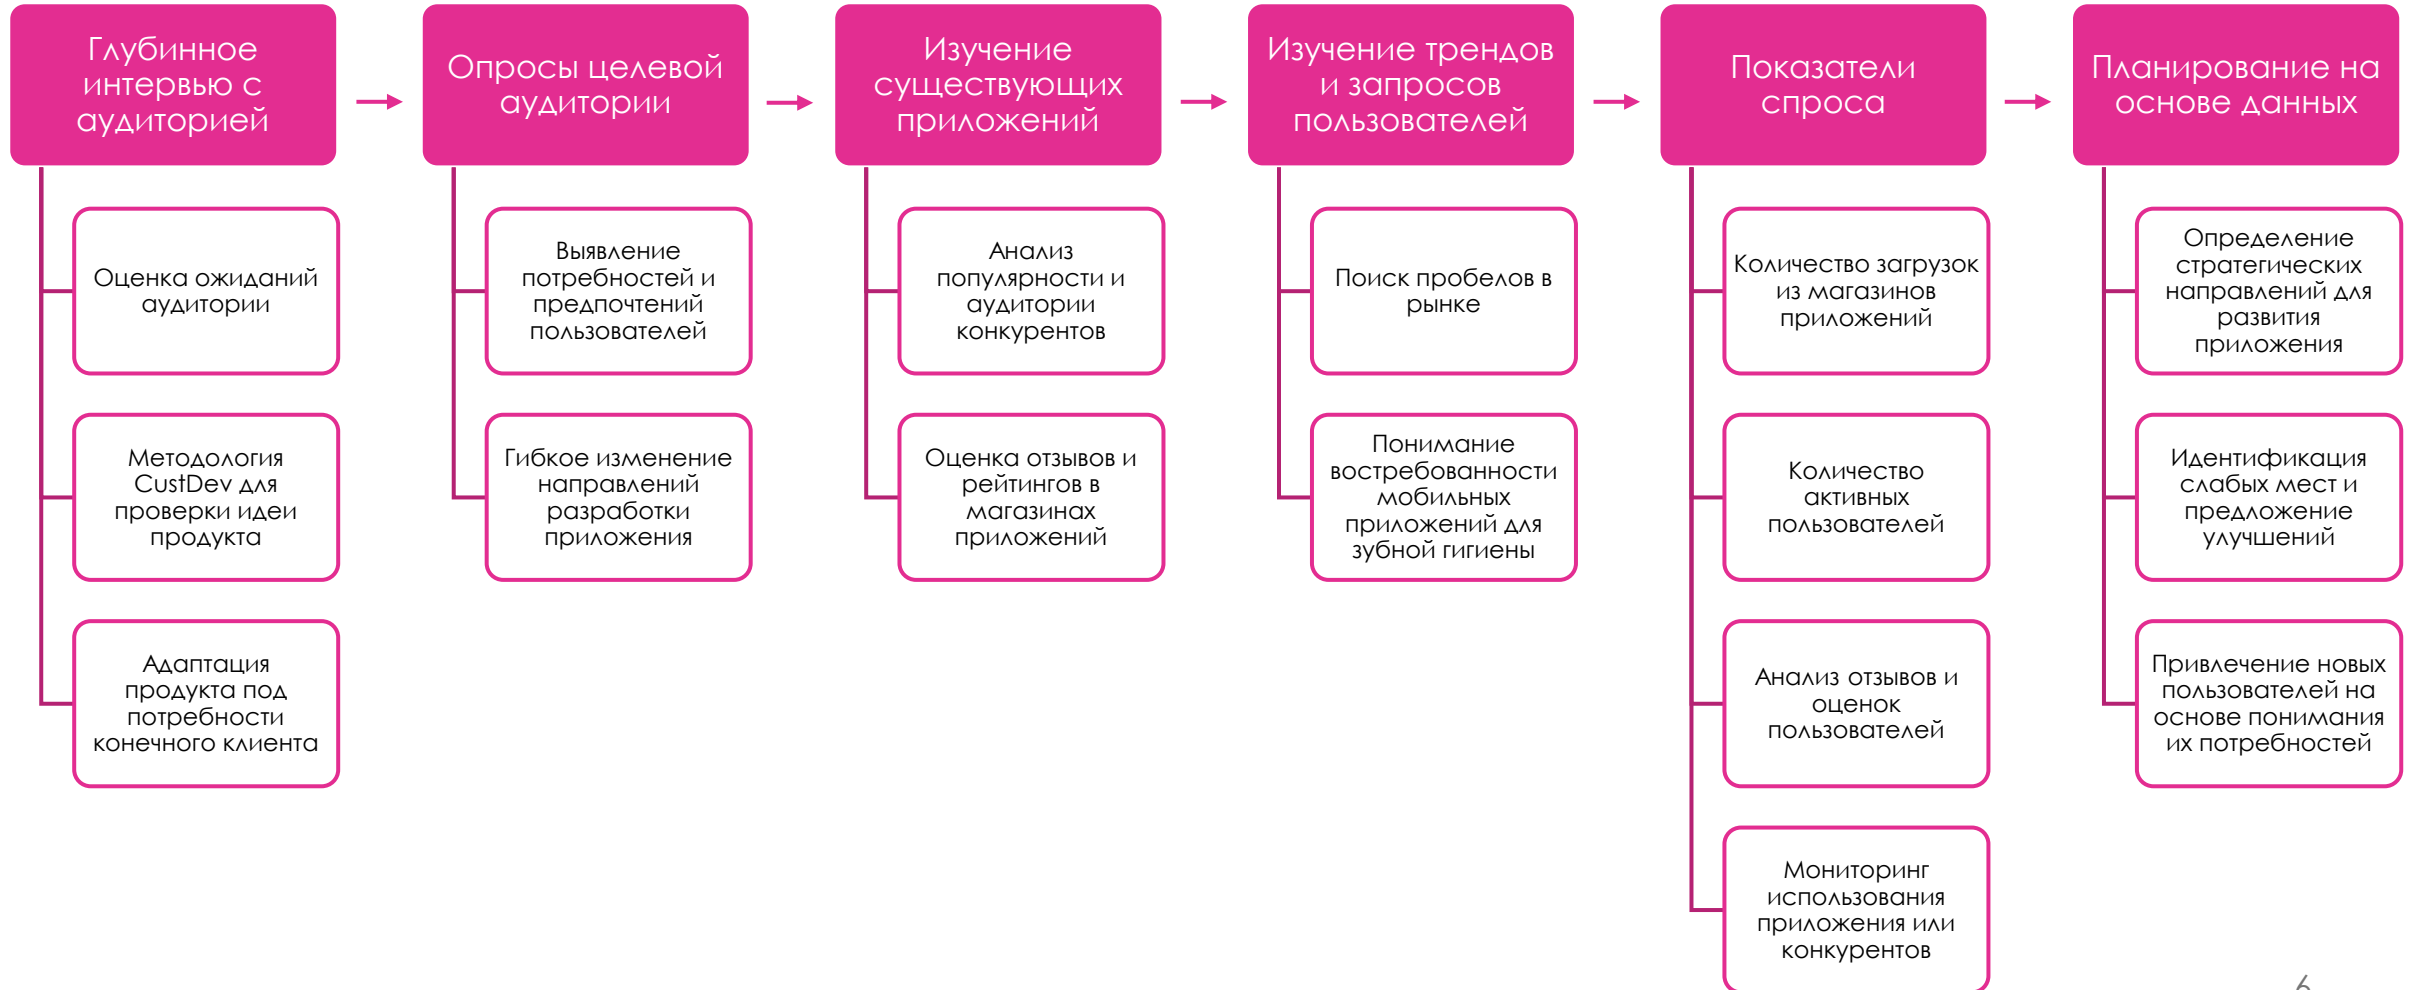 Глубинное
интервью с
аудиторией
Опросы целевой
аудитории
Изучение
существующих
приложений
Изучение трендов
и запросов
пользователей
Показатели
спроса
Планирование на
основе данных
Оценка ожиданий
аудитории
Методология
CustDev для
проверки идеи
продукта
Адаптация
продукта под
потребности
конечного клиента
Выявление
потребностей и
предпочтений
пользователей
Гибкое изменение
направлений
разработки
приложения
Анализ
популярности и
аудитории
конкурентов
Оценка отзывов и
рейтингов в
магазинах
приложений
Поиск пробелов в
рынке
Понимание
востребованности
мобильных
приложений для
зубной гигиены
Количество загрузок
из магазинов
приложений
Количество
активных
пользователей
Анализ отзывов и
оценок
пользователей
Мониторинг
использования
приложения или
конкурентов
Определение
стратегических
направлений для
развития
приложения
Идентификация
слабых мест и
предложение
улучшений
Привлечение новых
пользователей на
основе понимания
их потребностей
6